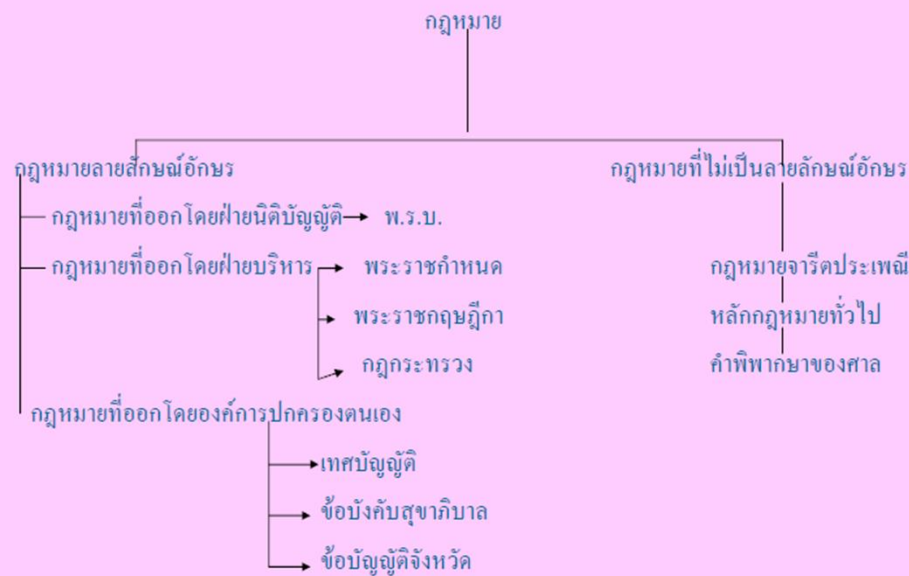 กฎหมาย
กฎหมายลายสักษณ์อักษร
กฎหมายที่ไม่เป็นลายลักษณ์อักษร
กฎหมายที่ออกโดยฝ่ายนิติบัญญัติ พ.ร.บ.
กฎหมายที่ออกโดยฝ่ายบริหาร พระราชกำหนด
กฎหมายจารีตประเพณี
พระราชกฤษฎีกา
หลักกฎหมายทั่วไป
กฎกระทรวง
คำพิพากษาของศาล
กฎหมายที่ออกโดยองค์การปกครองตนเอง
เทศบัญญัติ
ข้อบังคับสุขาภิบาล
ข้อบัญญัติจังหวัด